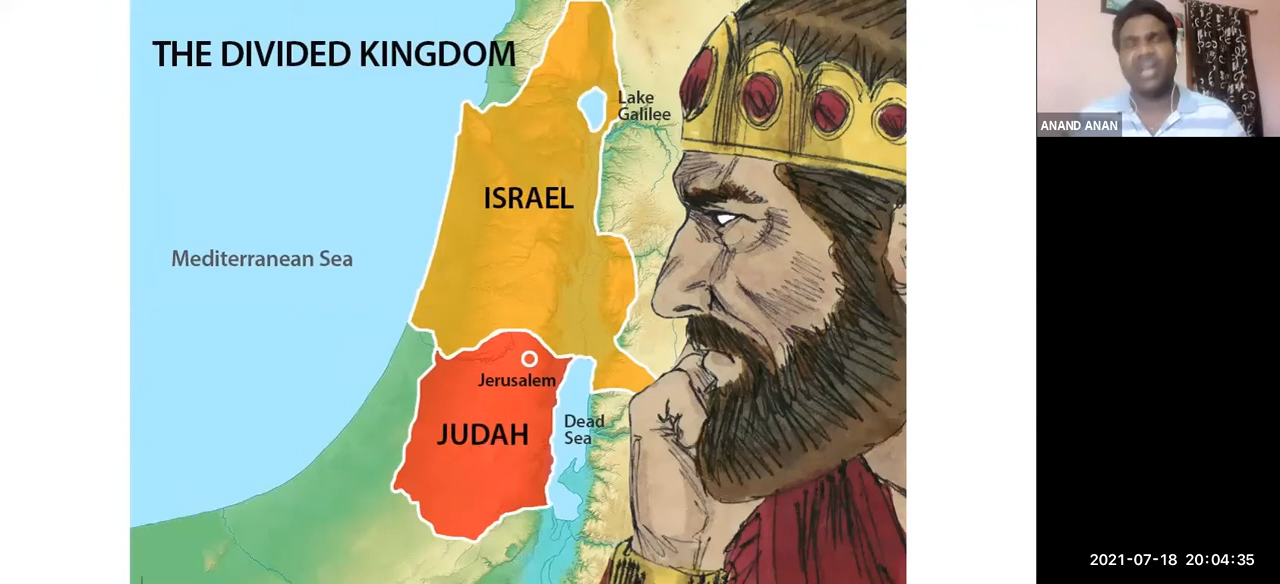 THE DIVIDED KINGDOM
Lake
Galilee
ISRAEL
Mediterranean Sea
Jerusalem
JUDAH
Dead
Sea
ANAND ANAN
2021-07-18 20:04:35